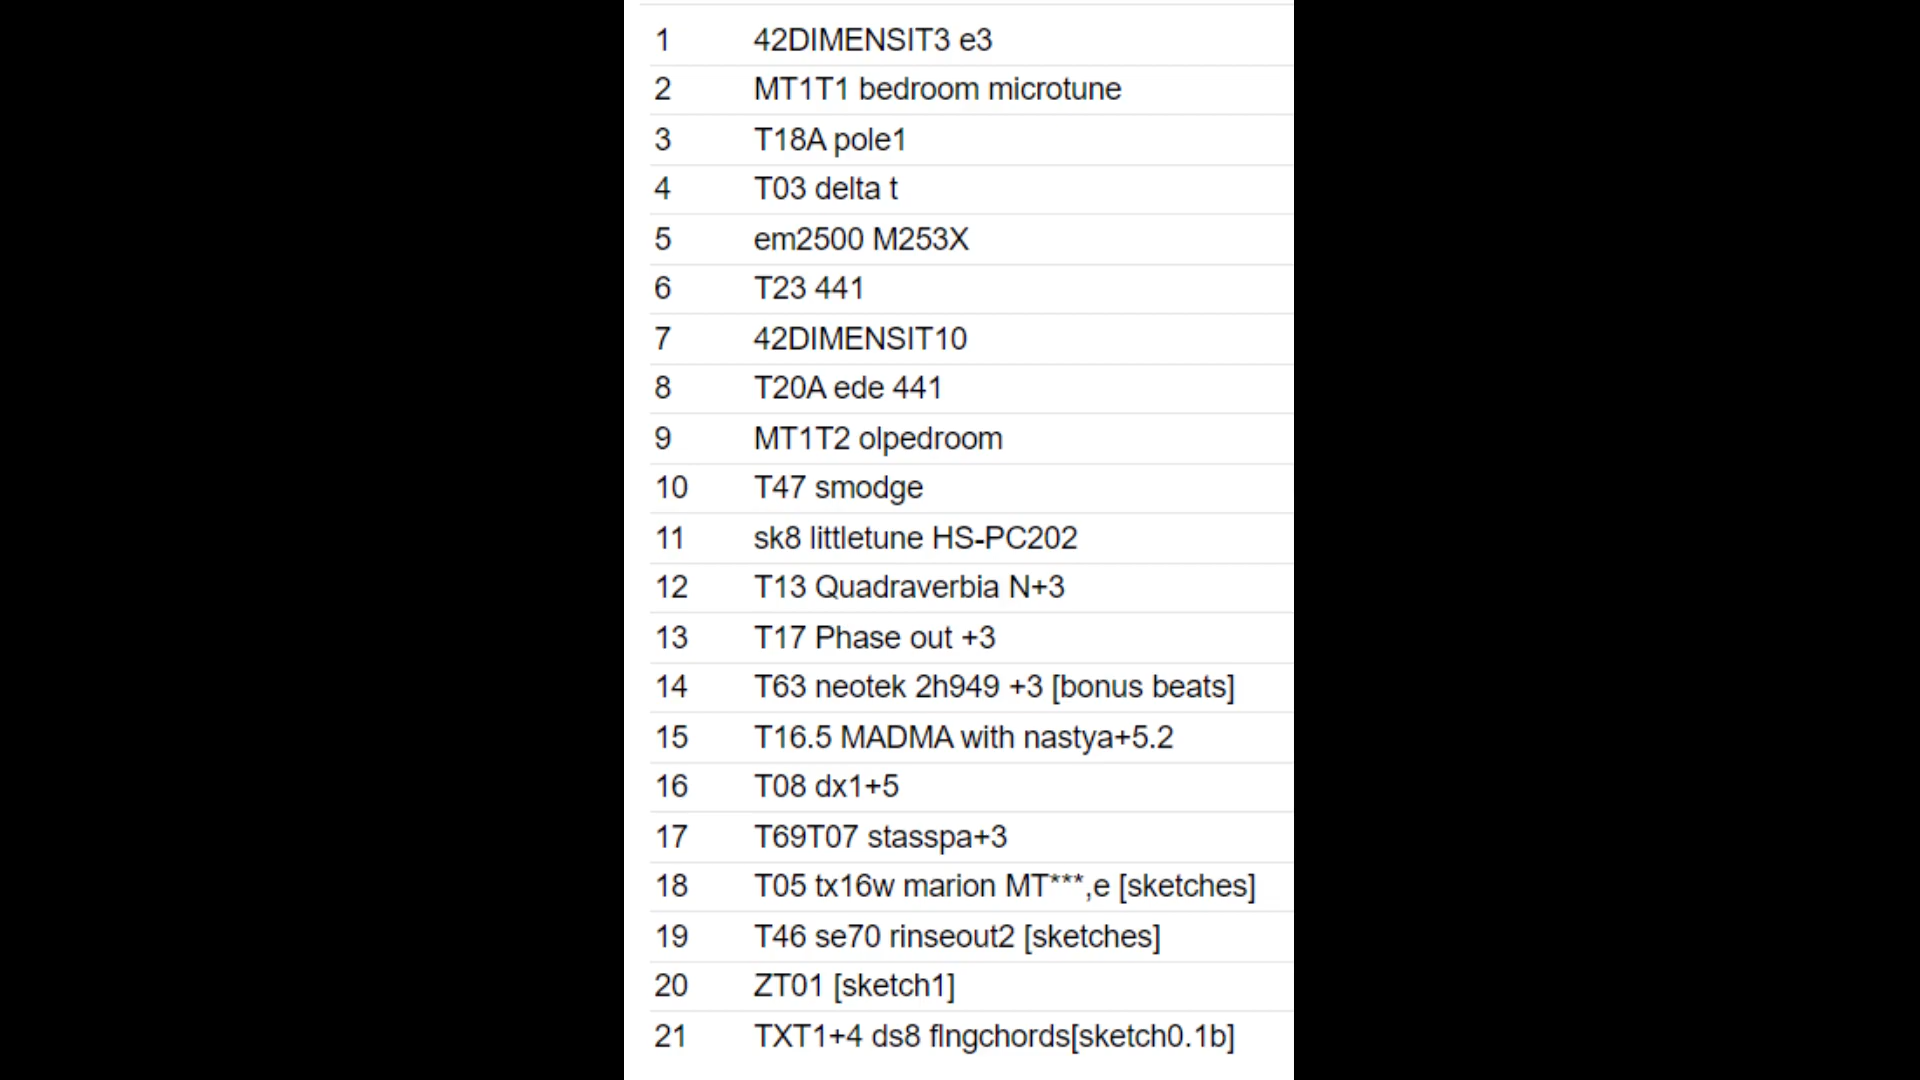 1 42DIMENSIT3 e3
2 MT1T1 bedroom microtune
3 T18A pole1
4 T03 delta t
5 em2500 M253X
6 T23 441
7 42DIMENSIT10
8 T20A ede 441
9 MT1T2 olpedroom
10 T47 smodge
11 sk8 littletune HS-PC202
12 T13 Quadraverbia N+3
13 T17 Phase out +3
14 T63 neotek 2h949 +3 [bonus beats]
15 T16.5 MADMA with nastya+5.2
16 T08 dx1+5
17 T69T07 stasspa+3
18 T05 tx16w marion MT***,e [sketches]
19 T46 se70 rinseout2 [sketches]
20 ZT01 [sketch1]
21 TXT1+4 ds8 flngchords[sketch0.1b]